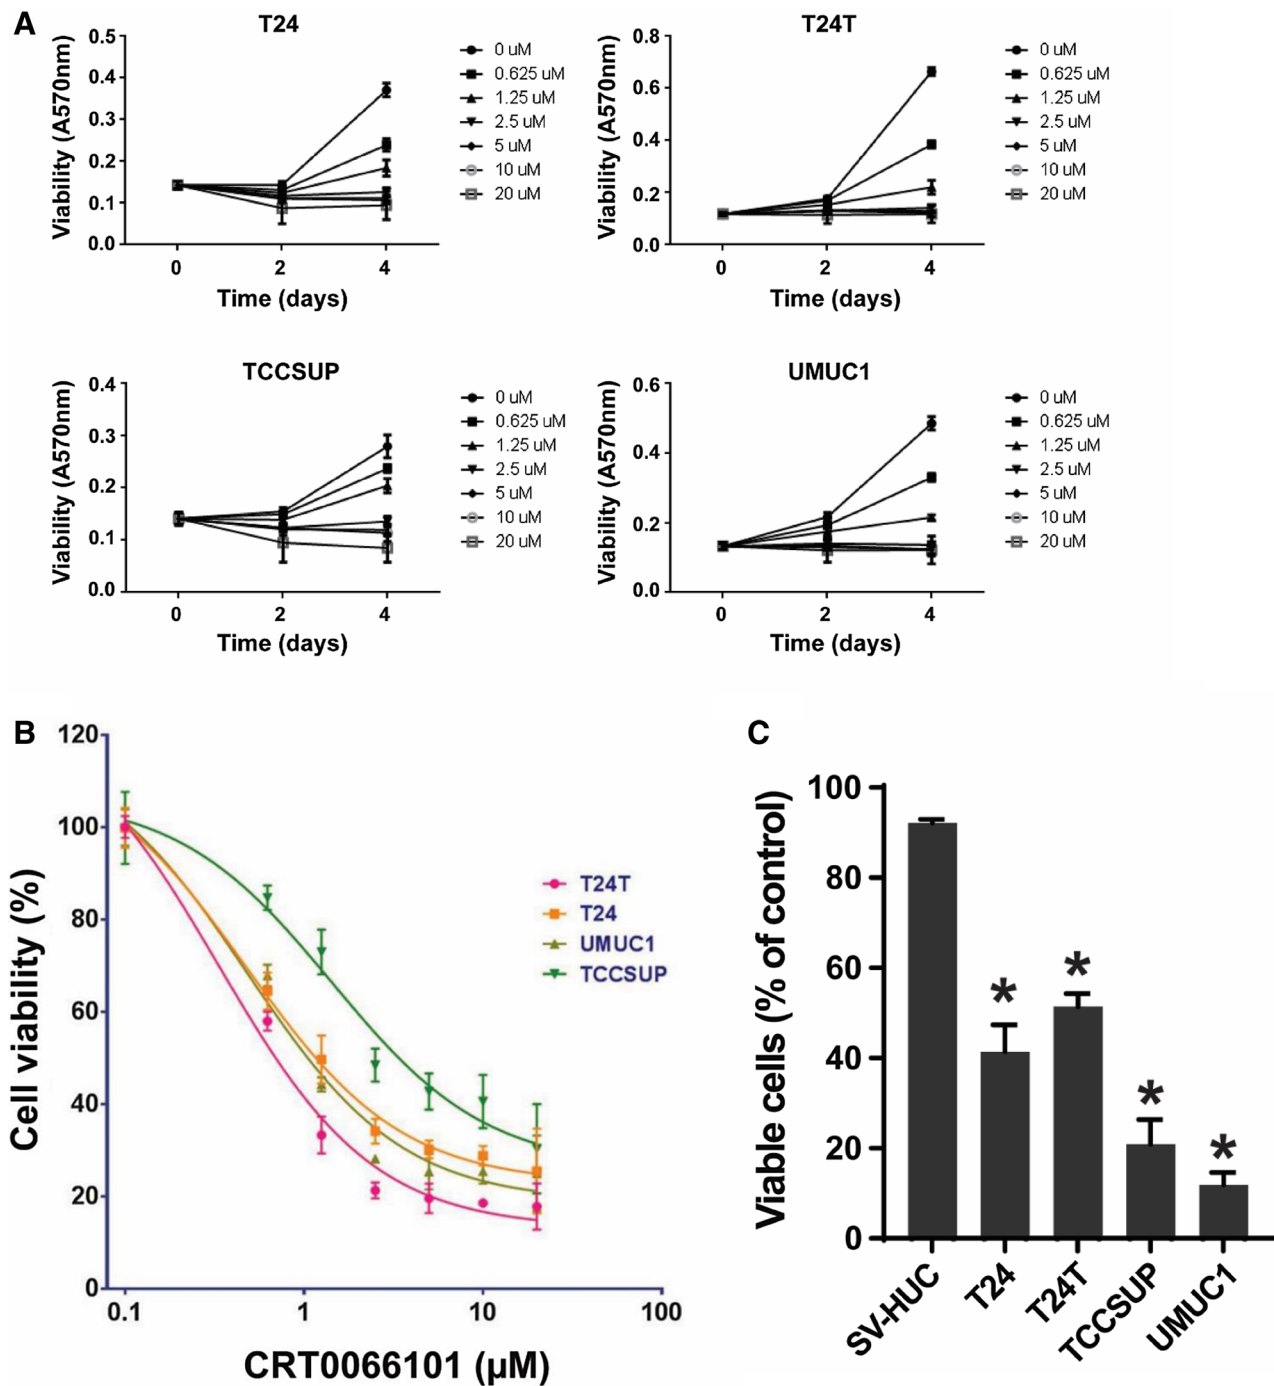 A
T24
Viability (A570nm)
0.5
0.4
0.3
0.2
0.1
0.0
0 2 4
Time (days)
0 uM
0.625 uM
1.25 uM
2.5 uM
5 uM
10 uM
20 uM
T24T
Viability (A570nm)
0.8
0.6
0.4
0.2
0.0
0 2 4
Time (days)
0 uM
0.625 uM
1.25 uM
2.5 uM
5 uM
10 uM
20 uM
TCCSUP
Viability (A570nm)
0.4
0.3
0.2
0.1
0.0
0 2 4
Time (days)
0 uM
0.625 uM
1.25 uM
2.5 uM
5 uM
10 uM
20 uM
UMUC1
Viability (A570nm)
0.6
0.4
0.2
0.0
0 2 4
Time (days)
0 uM
0.625 uM
1.25 uM
2.5 uM
5 uM
10 uM
20 uM
B
Cell viability (%)
120
100
80
60
40
20
0
0.1 1 10 100
CRT0066101 (µM)
T24T
T24
UMUC1
TCCSUP
C
Viable cells (% of control)
100
80
60
40
20
0
* * * *
SV-HUC
T24
T24T
TCCSUP
UMUC1